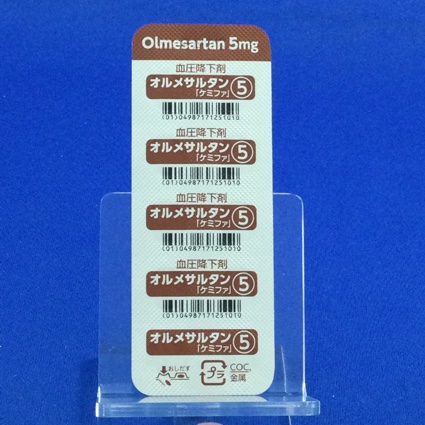 Olmesartan 5mg
血圧降下剤
オルメサルタン
「ケミファ」 5
(01)04987171251010
血圧降下剤
オルメサルタン
「ケミファ」 5
(01)04987171251010
血圧降下剤
オルメサルタン
「ケミファ」 5
(01)04987171251010
血圧降下剤
オルメサルタン
「ケミファ」 5
(01)04987171251010
オルメサルタン
「ケミファ」 5
おしだす
プラ
COC.
金属